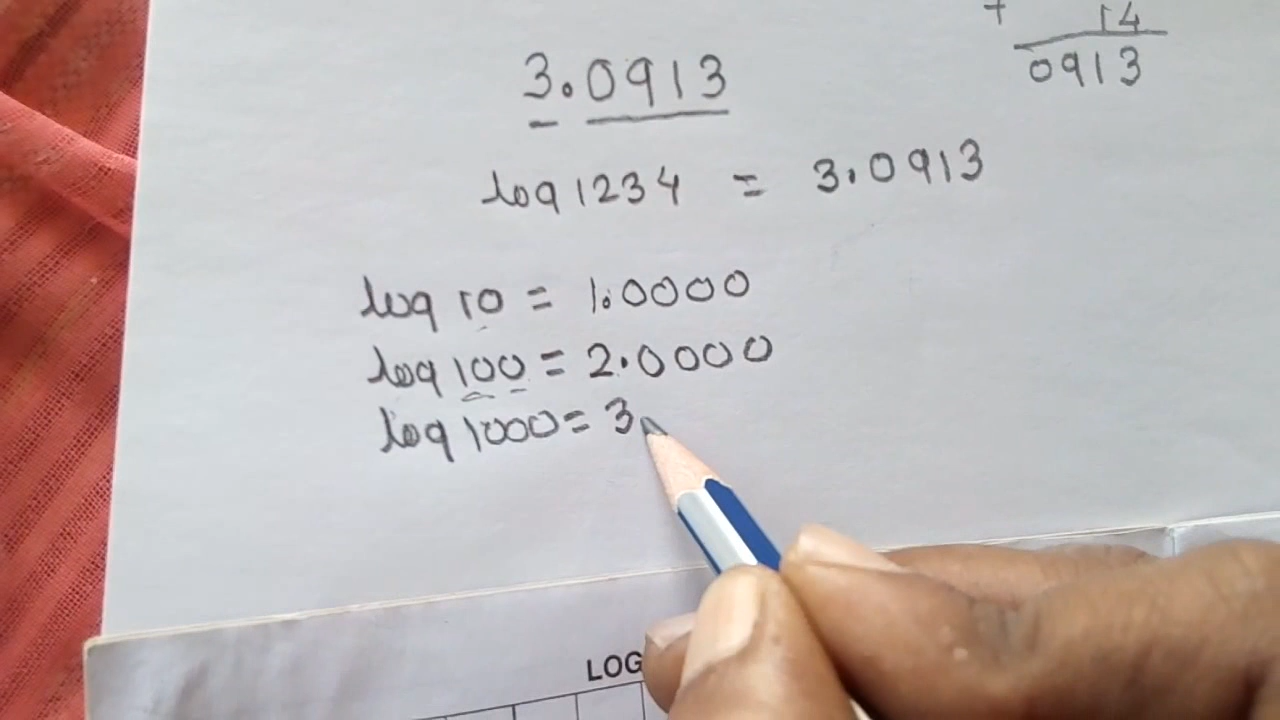 + 14
0913
3.0913
log 1234 = 3.0913
log 10 = 1.0000
log 100 = 2.0000
log 1000 = 3.
LOG